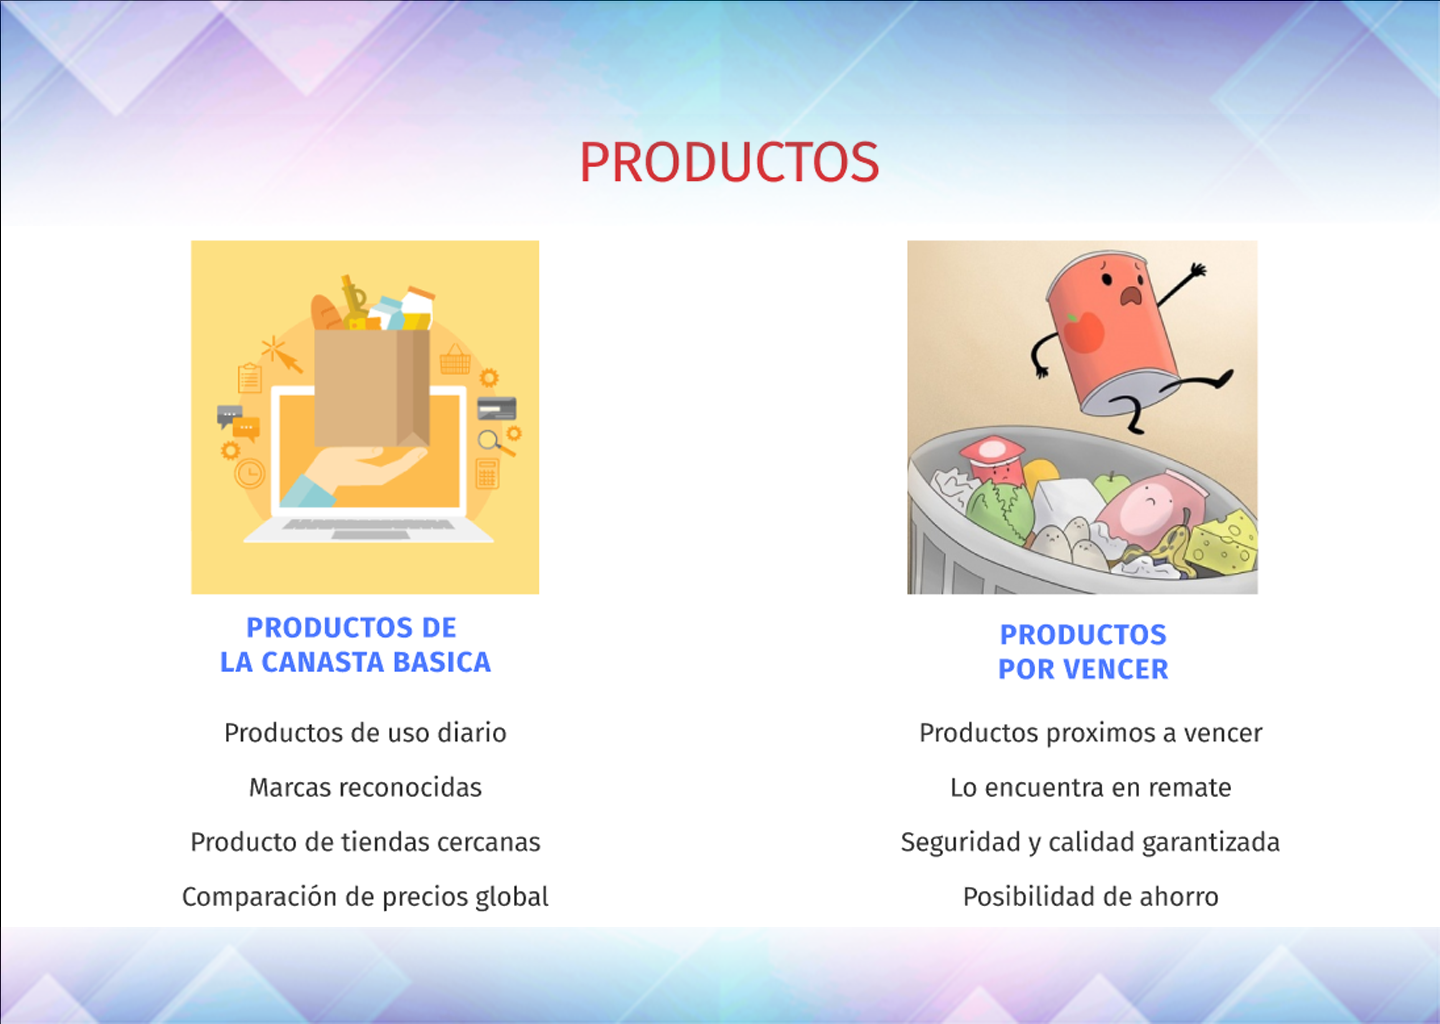 PRODUCTOS
PRODUCTOS DE
LA CANASTA BASICA
Productos de uso diario
Marcas reconocidas
Producto de tiendas cercanas
Comparación de precios global
PRODUCTOS
POR VENCER
Productos proximos a vencer
Lo encuentra en remate
Seguridad y calidad garantizada
Posibilidad de ahorro